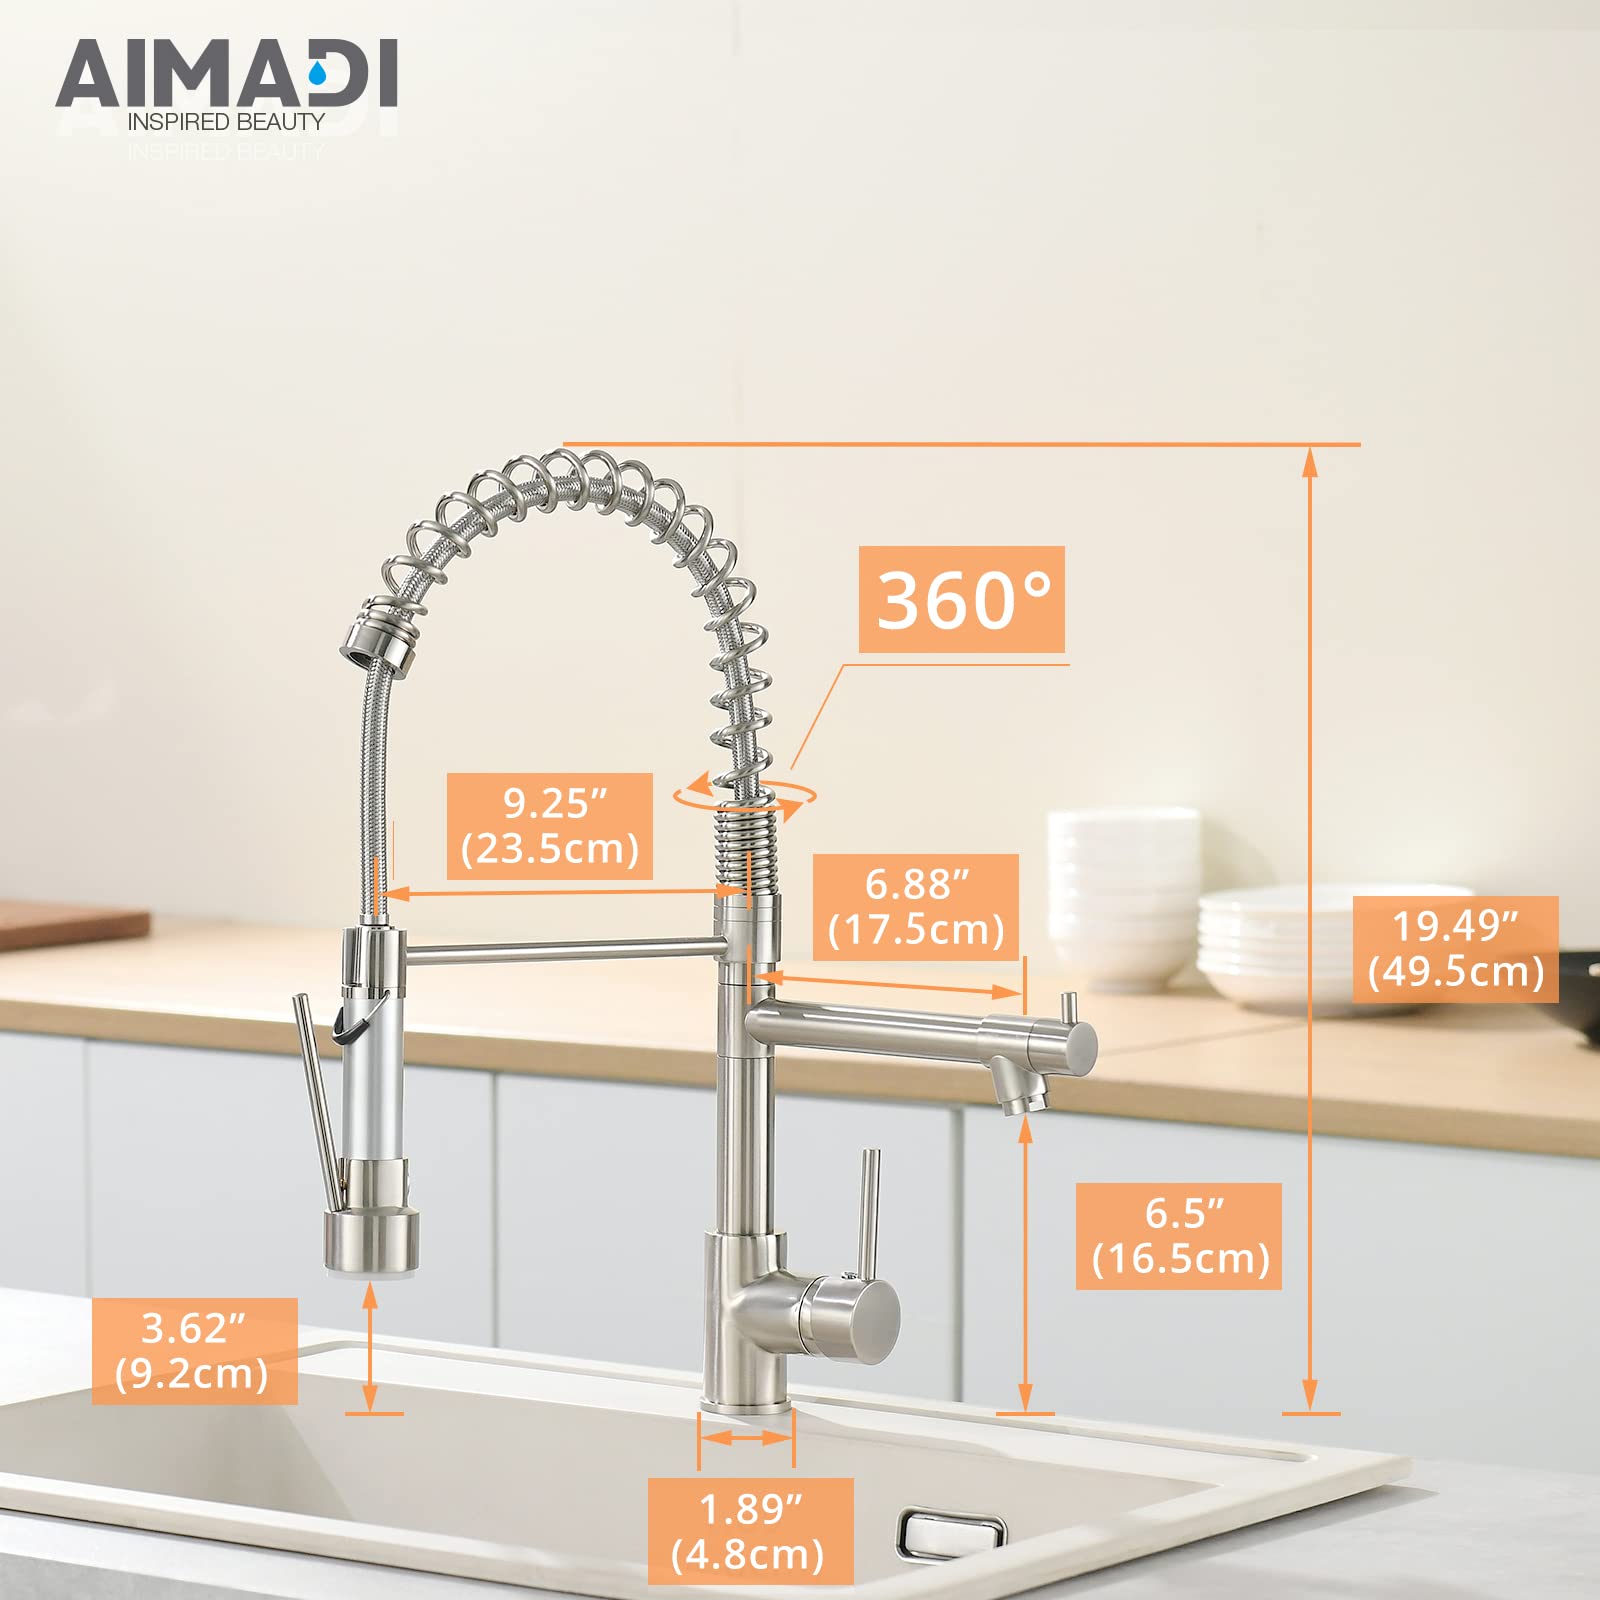 AIMADI
INSPIRED BEAUTY
360°
9.25”
(23.5cm)
6.88”
(17.5cm)
19.49”
(49.5cm)
6.5”
(16.5cm)
3.62”
(9.2cm)
1.89”
(4.8cm)